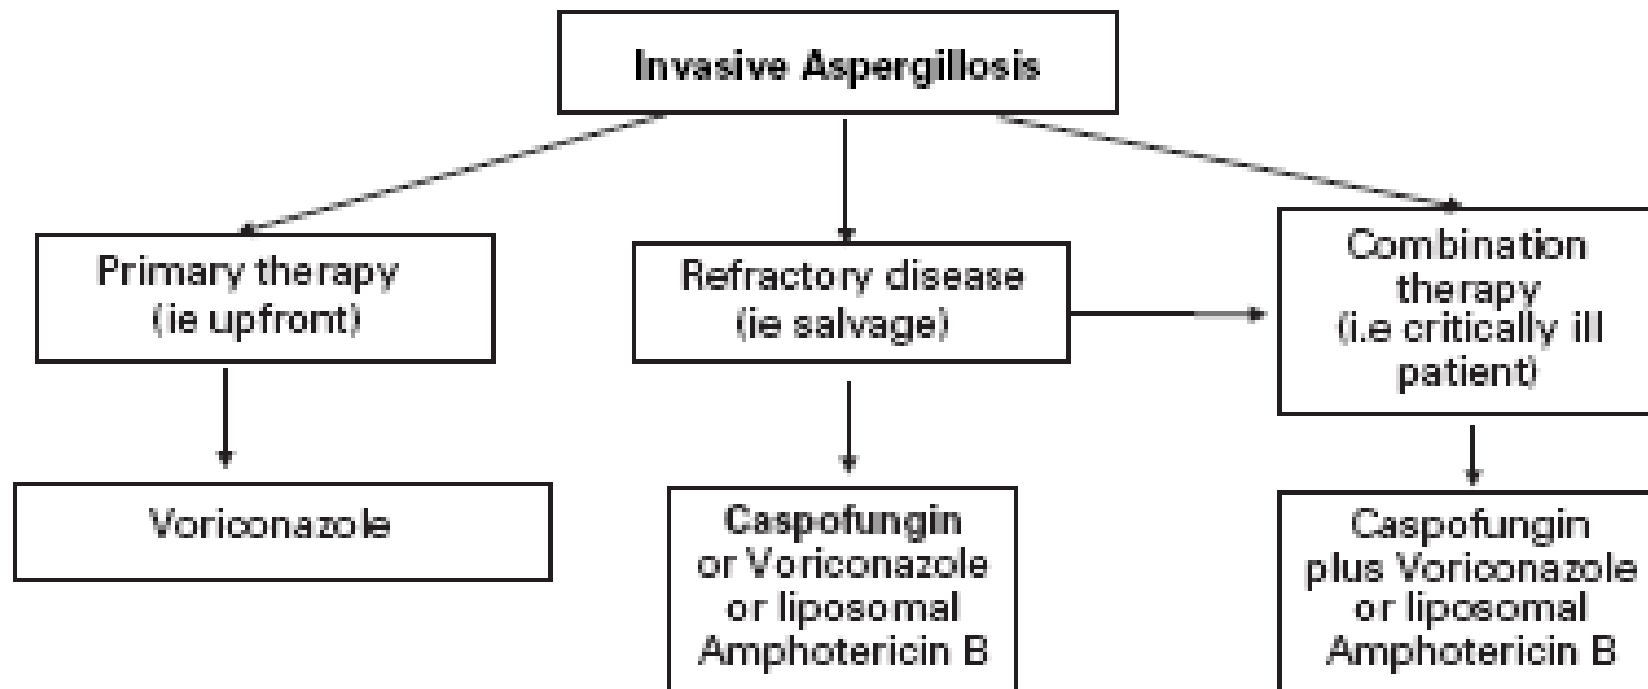 Invasive Aspergillosis
Primary therapy
(ie upfront)
Refractory disease
(ie salvage)
Combination
therapy
(i.e critically ill
patient)
Voriconazole
Caspofungin
or Voriconazole
or liposomal
Amphotericin B
Caspofungin
plus Voriconazole
or liposomal
Amphotericin B